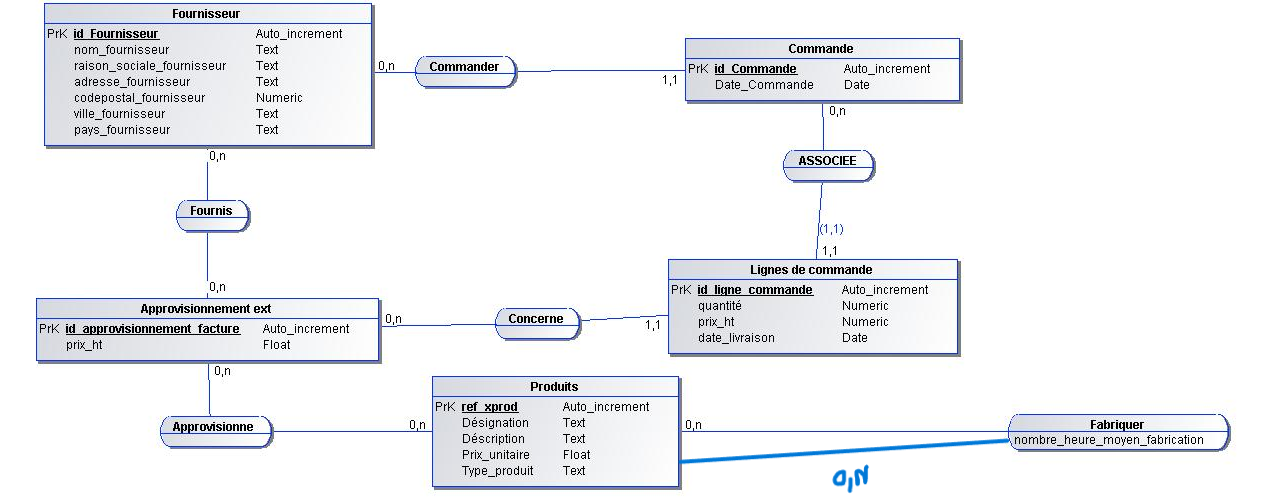 Fournisseur
PrK id_Fournisseur Auto_increment
nom_fournisseur Text
raison_sociale_fournisseur Text
adresse_fournisseur Text
codepostal_fournisseur Numeric
ville_fournisseur Text
pays_fournisseur Text
0,n
Commander
1,1
Commande
PrK id_Commande Auto_increment
Date_Commande Date
0,n
ASSOCIEE
(1,1)
1,1
0,n
Fournis
0,n
Lignes de commande
PrK id_ligne_commande Auto_increment
quantité Numeric
prix_ht Numeric
date_livraison Date
Approvisionnement ext
PrK id_approvisionnement_facture Auto_increment
prix_ht Float
0,n
Concerne
1,1
0,n
Approvisionne
0,n
Produits
PrK ref_xprod Auto_increment
Désignation Text
Déscription Text
Prix_unitaire Float
Type_produit Text
0,n
Fabriquer
nombre_heure_moyen_fabrication
0,N